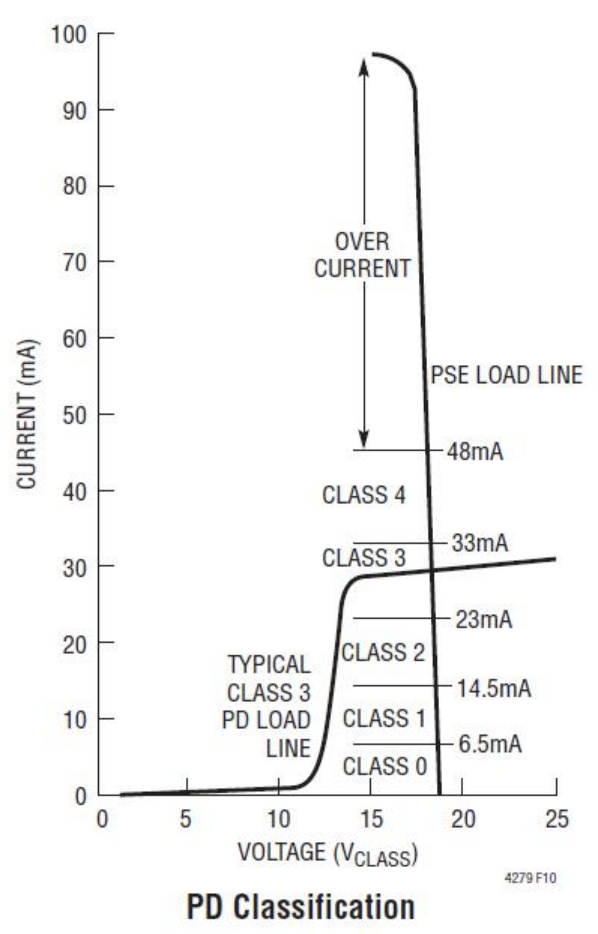 100
90
80
70
60
50
40
30
20
10
0
CURRENT (mA)
OVER
CURRENT
PSE LOAD LINE
48mA
CLASS 4
33mA
CLASS 3
23mA
CLASS 2
14.5mA
CLASS 1
6.5mA
CLASS 0
TYPICAL
CLASS 3
PD LOAD
LINE
0 5 10 15 20 25
VOLTAGE (VCLASS)
4279 F10
PD Classification